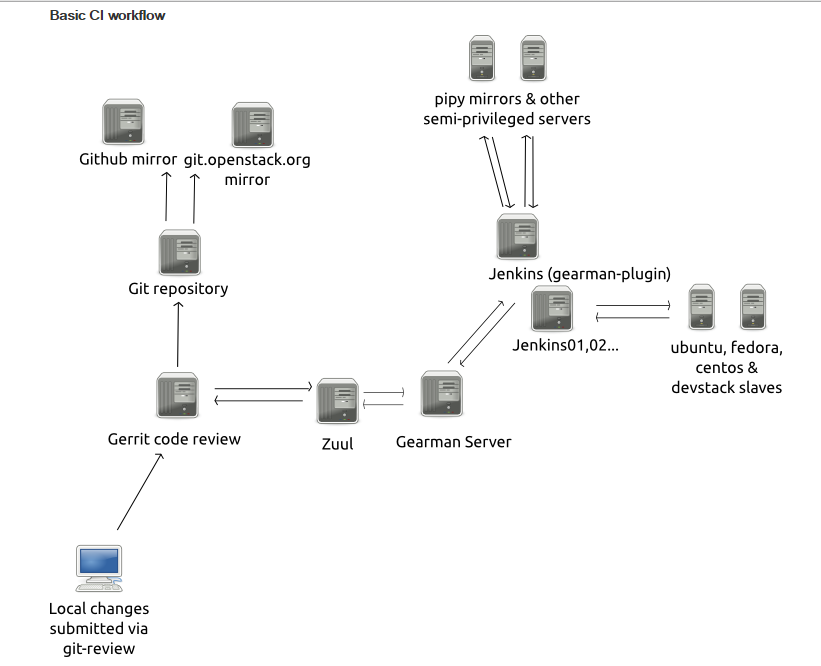 Basic CI workflow
pipy mirrors & other
semi-privileged servers
Github mirror
git.openstack.org
mirror
Jenkins (gearman-plugin)
Git repository
Jenkins01,02...
ubuntu, fedora,
centos &
devstack slaves
Gerrit code review
Zuul
Gearman Server
Local changes
submitted via
git-review